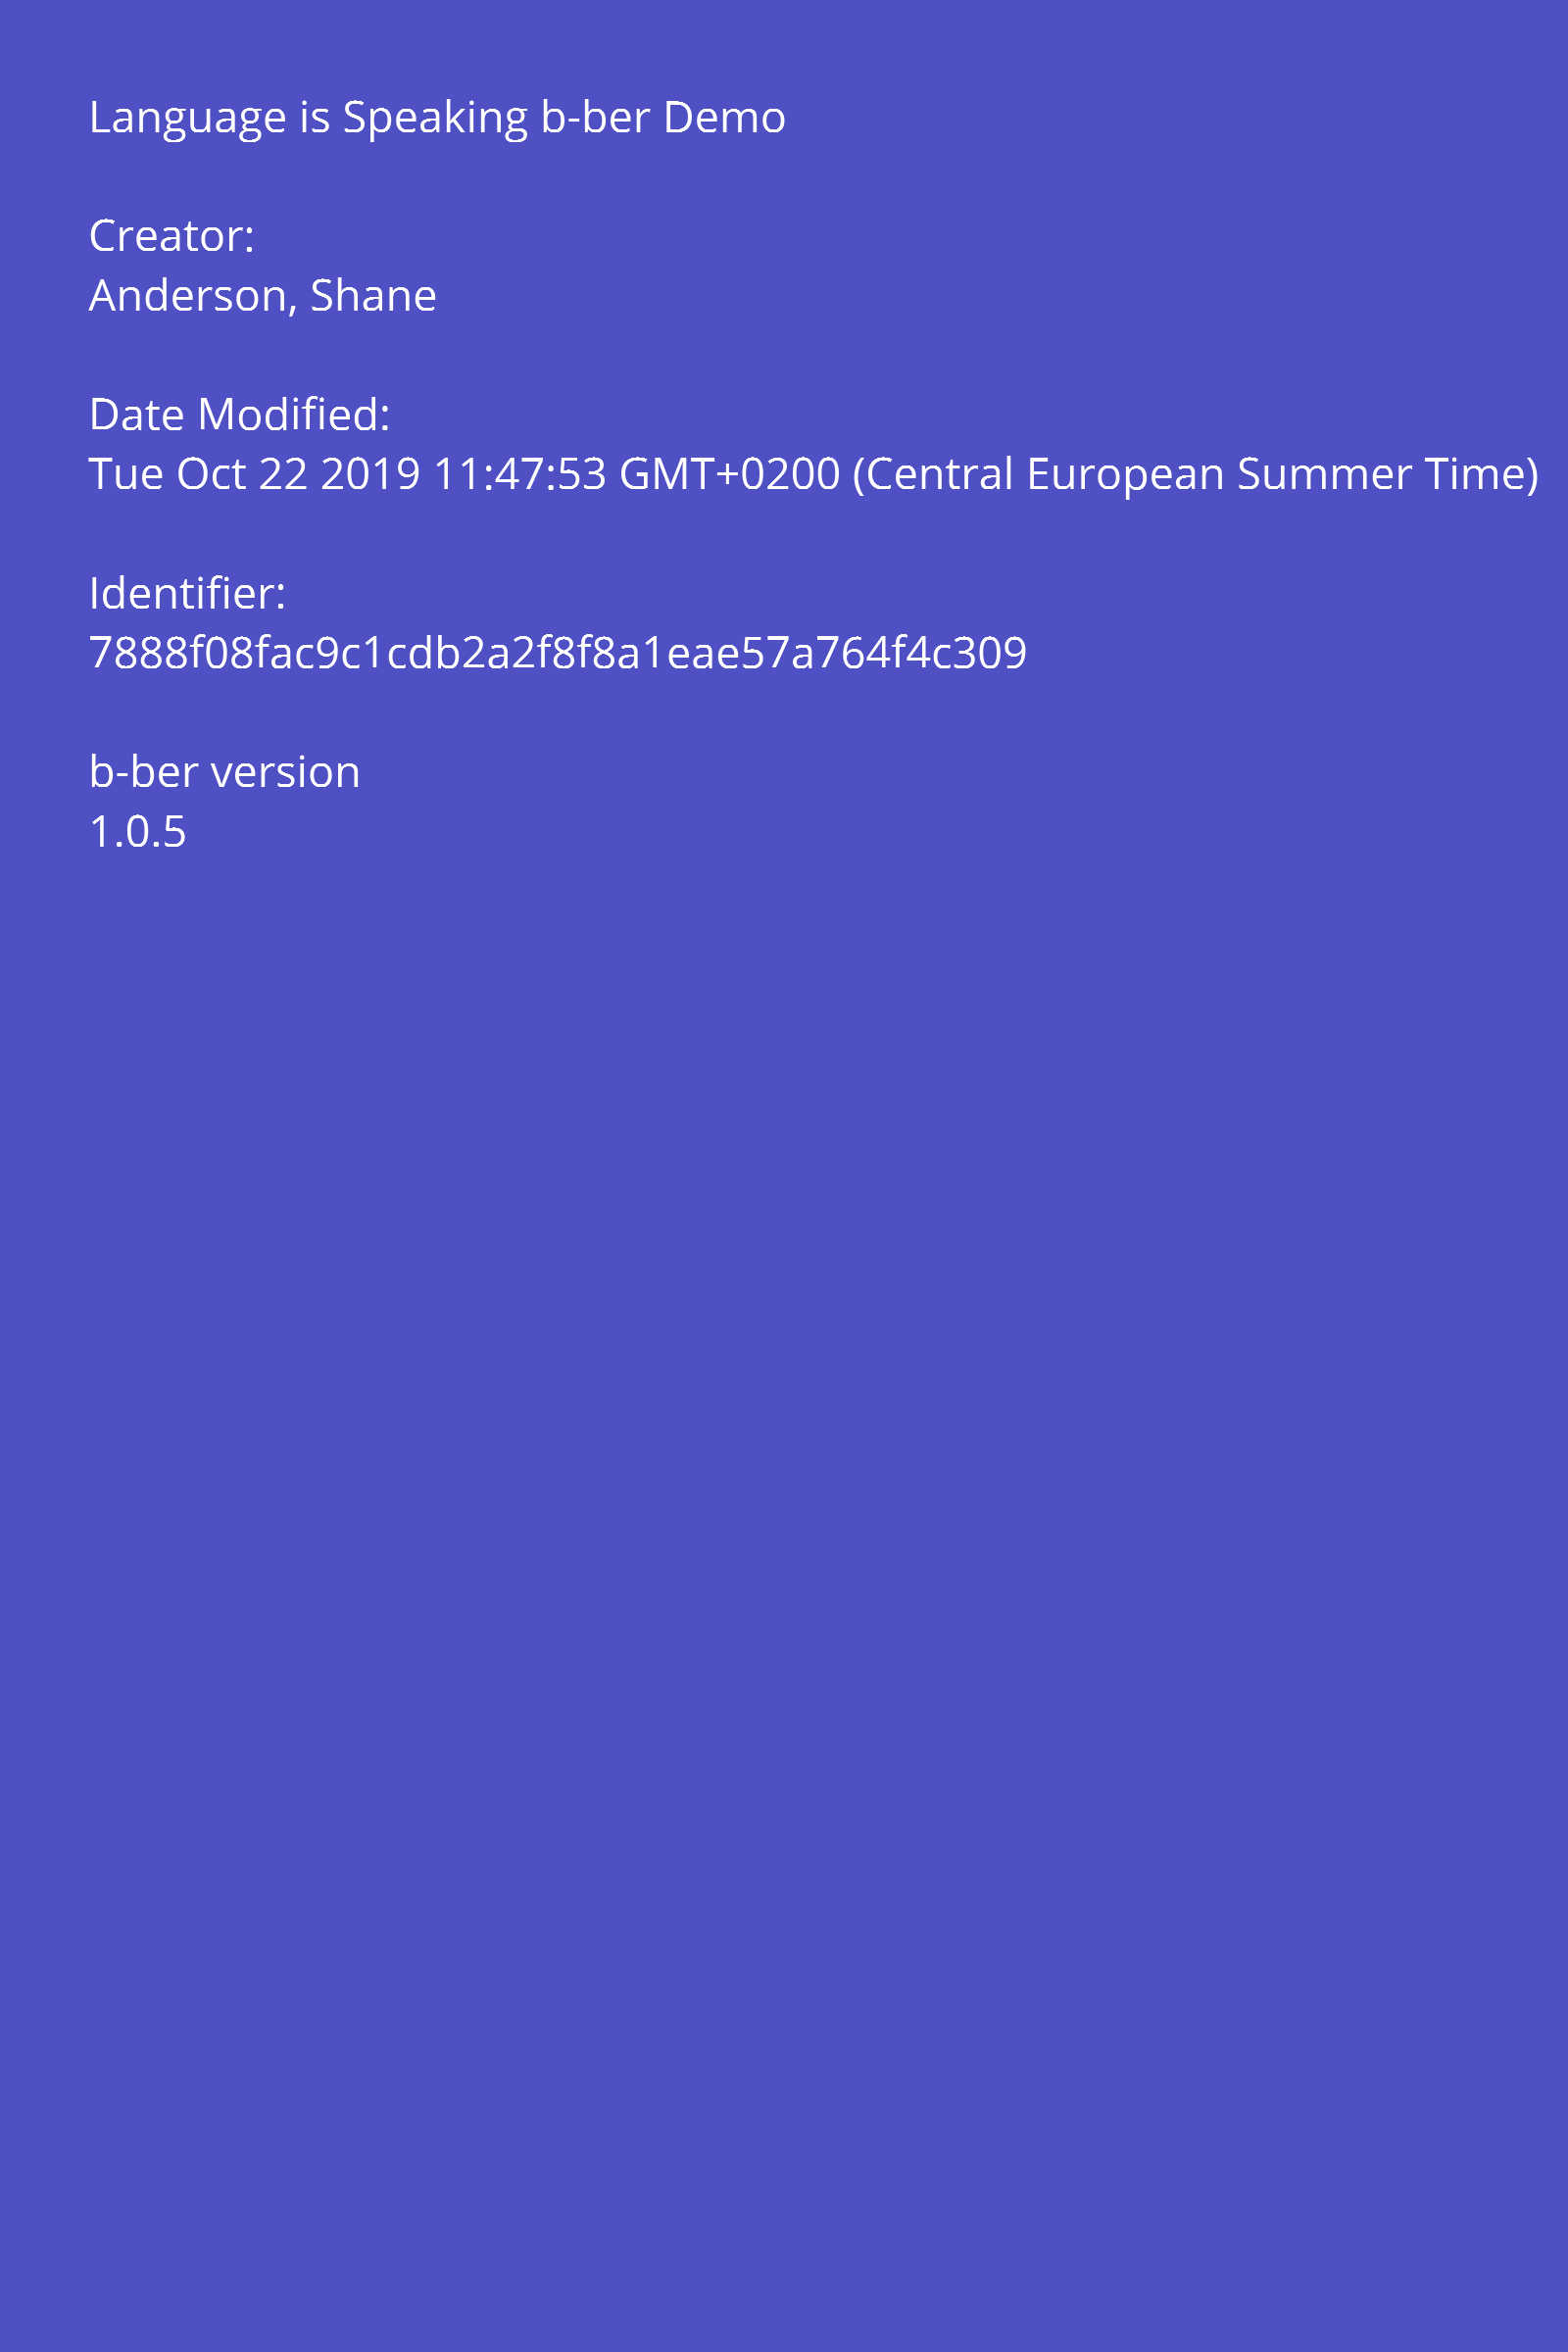 Language is Speaking b-ber Demo
Creator:
Anderson, Shane
Date Modified:
Tue Oct 22 2019 11:47:53 GMT+0200 (Central European Summer Time)
Identifier:
7888f08fac9c1cdb2a2f8f8a1eae57a764f4c309
b-ber version
1.0.5